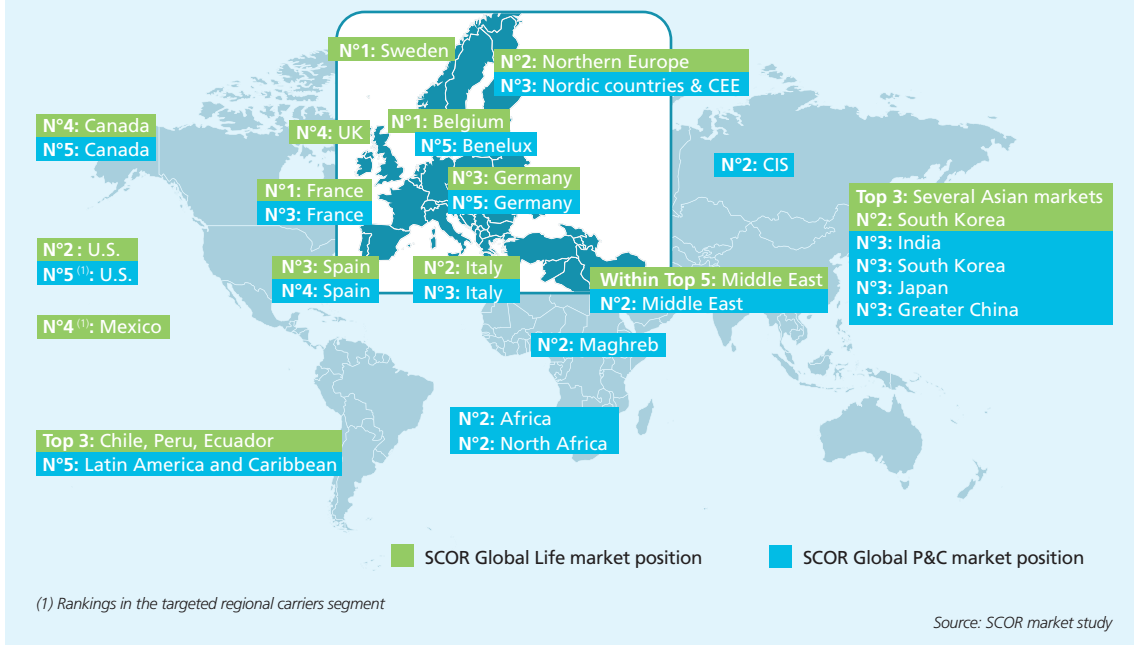 N°1: Sweden
N°2: Northern Europe
N°3: Nordic countries & CEE
N°4: Canada
N°5: Canada
N°4: UK
N°1: Belgium
N°5: Benelux
N°2: CIS
N°3: Germany
N°5: Germany
N°1: France
N°3: France
Top 3: Several Asian markets
N°2: South Korea
N°3: India
N°3: South Korea
N°3: Japan
N°3: Greater China
N°2 : U.S.
N°5 (1): U.S.
N°3: Spain
N°4: Spain
N°2: Italy
N°3: Italy
Within Top 5: Middle East
N°2: Middle East
N°4 (1): Mexico
N°2: Maghreb
N°2: Africa
N°2: North Africa
Top 3: Chile, Peru, Ecuador
N°5: Latin America and Caribbean
SCOR Global Life market position
SCOR Global P&C market position
(1) Rankings in the targeted regional carriers segment
Source: SCOR market study